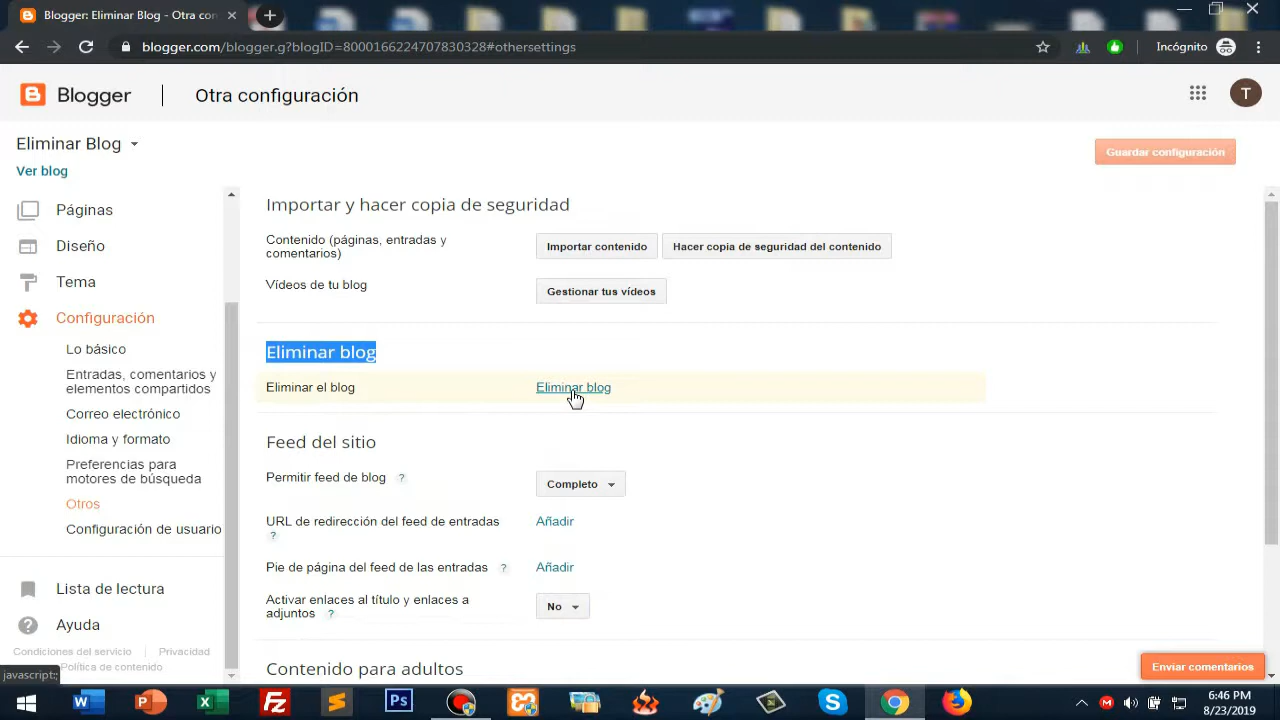 Blogger: Eliminar Blog - Otra con
blogger.com/blogger.g?blogID=8000166224707830328#othersettings
Incógnito
Blogger
Otra configuración
T
Eliminar Blog
Guardar configuración
Ver blog
Páginas
Diseño
Tema
Configuración
Lo básico
Entradas, comentarios y
elementos compartidos
Correo electrónico
Idioma y formato
Preferencias para
motores de búsqueda
Otros
Configuración de usuario
Lista de lectura
Ayuda
Condiciones del servicio
Privacidad
Política de contenido
javascript:;
Importar y hacer copia de seguridad
Contenido (páginas, entradas y
comentarios)
Importar contenido
Hacer copia de seguridad del contenido
Vídeos de tu blog
Gestionar tus vídeos
Eliminar blog
Eliminar el blog
Eliminar blog
Feed del sitio
Permitir feed de blog ?
Completo
URL de redirección del feed de entradas
?
Añadir
Pie de página del feed de las entradas ?
Añadir
Activar enlaces al título y enlaces a
adjuntos ?
No
Contenido para adultos
Enviar comentarios
6:46 PM
8/23/2019